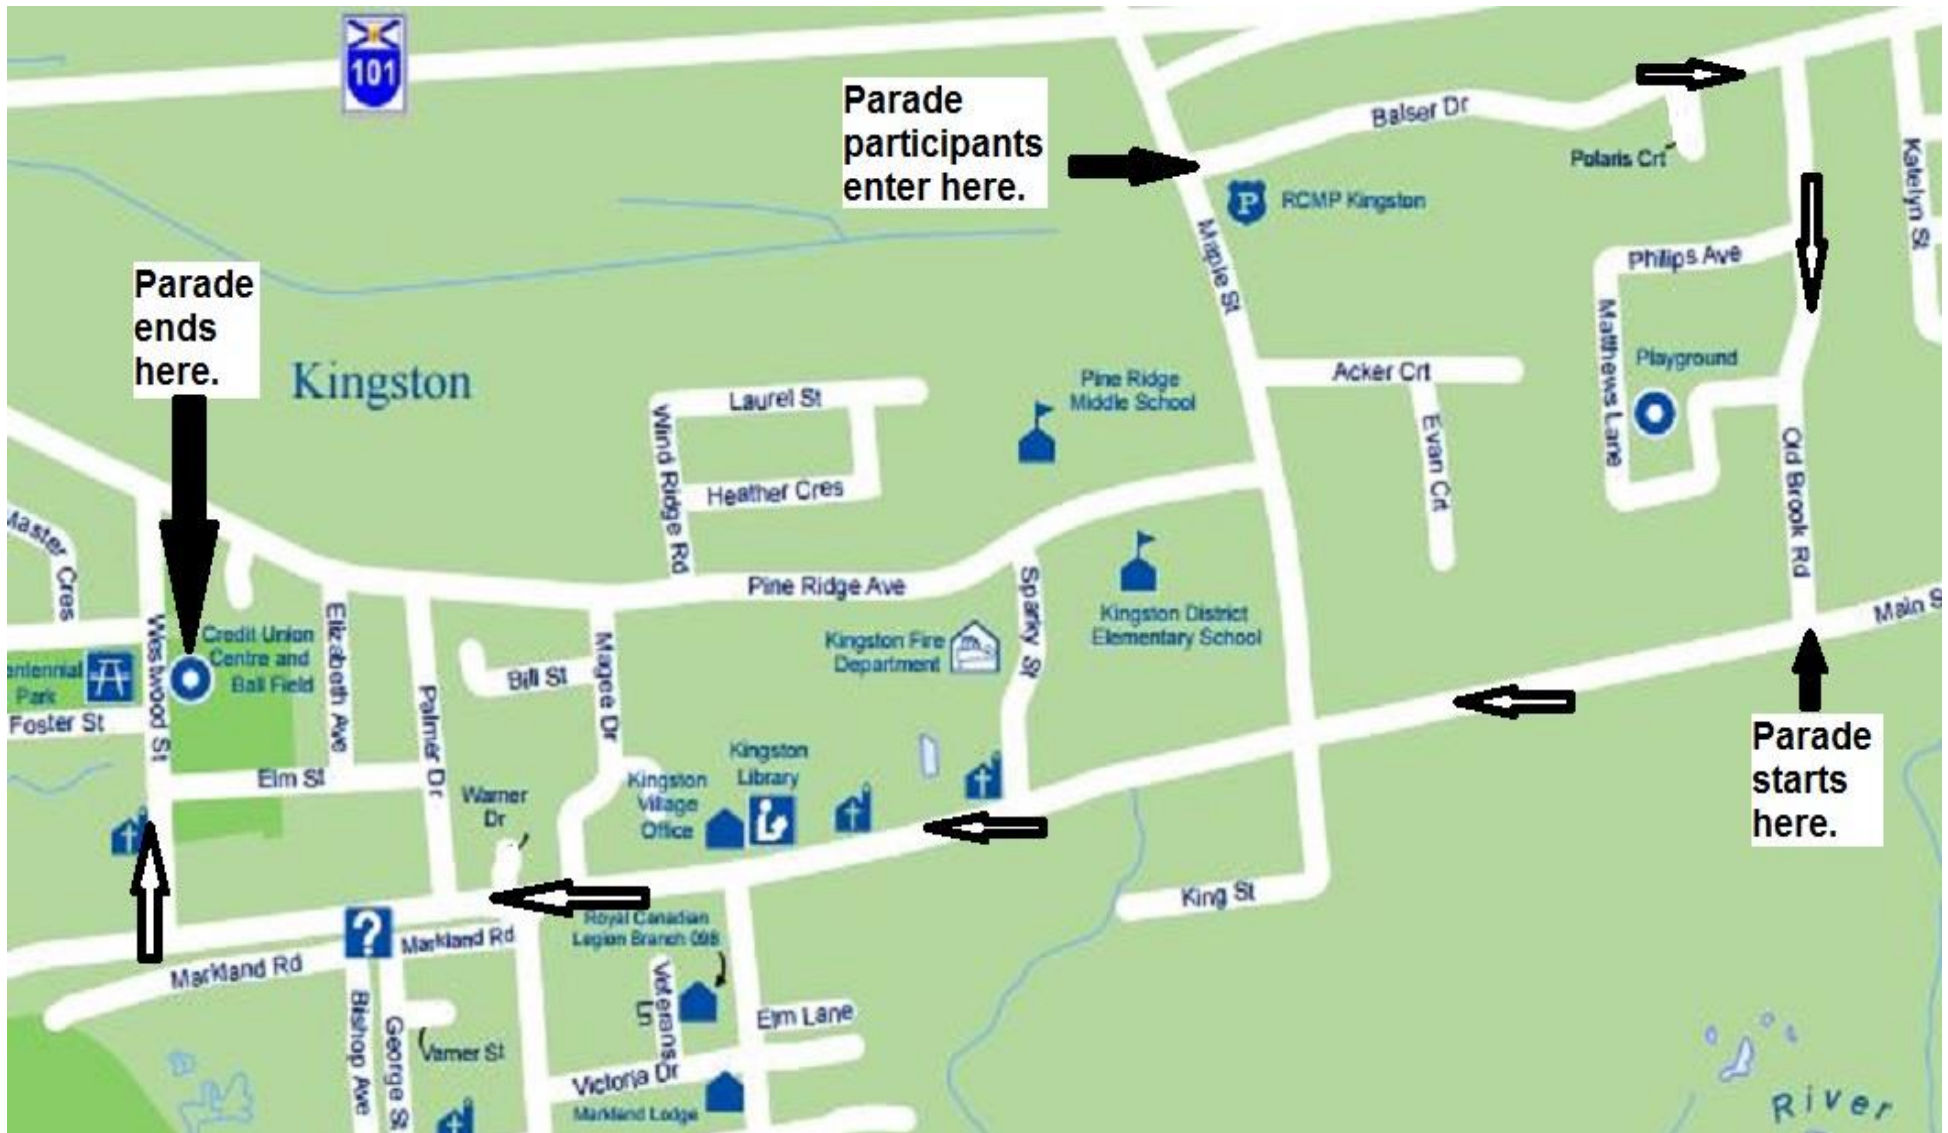 101
Parade
participants
enter here.
Balser Dr
Polaris Crt
RCMP Kingston
Katelyn St
Maple St
Philips Ave
Parade
ends
here.
Kingston
Matthews Lane
Playground
Acker Crt
Evan Crt
Pine Ridge
Middle School
Laurel St
Wind Ridge Rd
Heather Cres
Old Brook Rd
Master Cres
Pine Ridge Ave
Sparky St
Kingston District
Elementary School
Main S
Westwood St
Credit Union
Centre and
Ball Field
Elizabeth Ave
Magee Dr
Kingston Fire
Department
entennial
Park
Foster St
Bill St
Palmer Dr
Parade
starts
here.
Elm St
Warner
Dr
Kingston
Village
Office
Kingston
Library
King St
Royal Canadian
Legion Branch 098
Markland Rd
Markland Rd
Bishop Ave
George St
Varner St
Veterans
Ln
Elm Lane
Victoria Dr
Markland Lodge
River
P
?